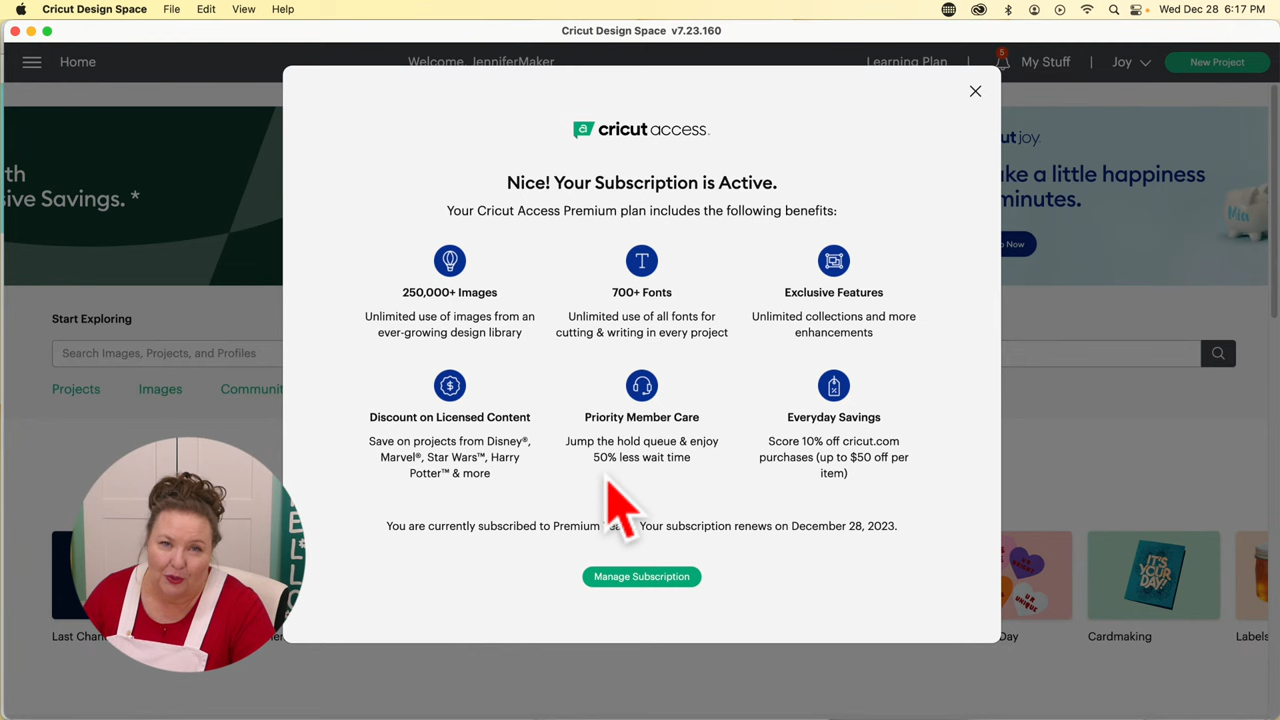 Cricut Design Space File Edit View Help
Wed Dec 28 6:17 PM
Cricut Design Space v7.23.160
Home
Welcome, JenniferMaker
Learning Plan | 5 My Stuff | Joy New Project
cricut access™
Nice! Your Subscription is Active.
Your Cricut Access Premium plan includes the following benefits:
250,000+ Images
Unlimited use of images from an
ever-growing design library
T
700+ Fonts
Unlimited use of all fonts for
cutting & writing in every project
Exclusive Features
Unlimited collections and more
enhancements
$
Discount on Licensed Content
Save on projects from Disney®,
Marvel®, Star Wars™, Harry
Potter™ & more
Priority Member Care
Jump the hold queue & enjoy
50% less wait time
Everyday Savings
Score 10% off cricut.com
purchases (up to $50 off per
item)
You are currently subscribed to Premium Your subscription renews on December 28, 2023.
Manage Subscription
Savings. *
joy
a little happiness
minutes.
Mia
Now
Start Exploring
Search Images, Projects, and Profiles
Projects Images
IT'S
YOUR
DAY!
Last
Day
Cardmaking
Labels